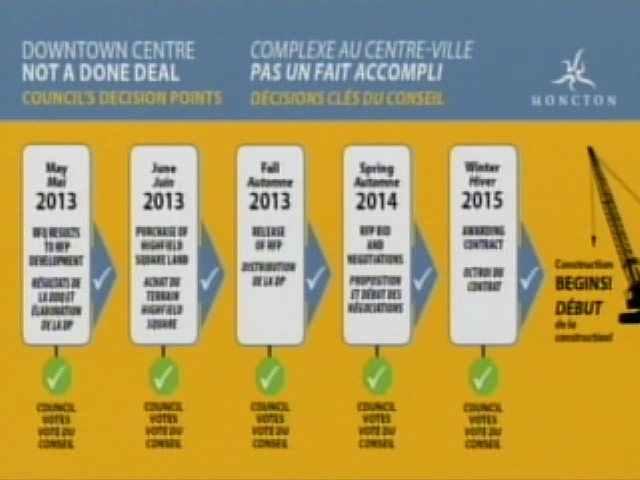 DOWNTOWN CENTRE
NOT A DONE DEAL
COUNCIL'S DECISION POINTS
COMPLEXE AU CENTRE-VILLE
PAS UN FAIT ACCOMPLI
DÉCISIONS CLÉS DU CONSEIL
MONCTON
May
Mai
2013
RFQ RESULTS
TO RFP
DEVELOPMENT
RÉSULTATS DE
LA DDQ ET
ÉLABORATION
DE LA DP
COUNCIL
VOTES
VOTE DU
CONSEIL
June
Juin
2013
PURCHASE OF
HIGHFIELD
SQUARE LAND
ACHAT DU
TERRAIN
HIGHFIELD
SQUARE
COUNCIL
VOTES
VOTE DU
CONSEIL
Fall
Automne
2013
RELEASE
OF RFP
DISTRIBUTION
DE LA DP
COUNCIL
VOTES
VOTE DU
CONSEIL
Spring
Automne
2014
RFP BID
AND
NEGOTIATIONS
PROPOSITION
ET DÉBUT DES
NÉGOCIATIONS
COUNCIL
VOTES
VOTE DU
CONSEIL
Winter
Hiver
2015
AWARDING
CONTRACT
OCTROI DU
CONTRAT
COUNCIL
VOTES
VOTE DU
CONSEIL
Construction
BEGINS!
DÉBUT
de la
construction!